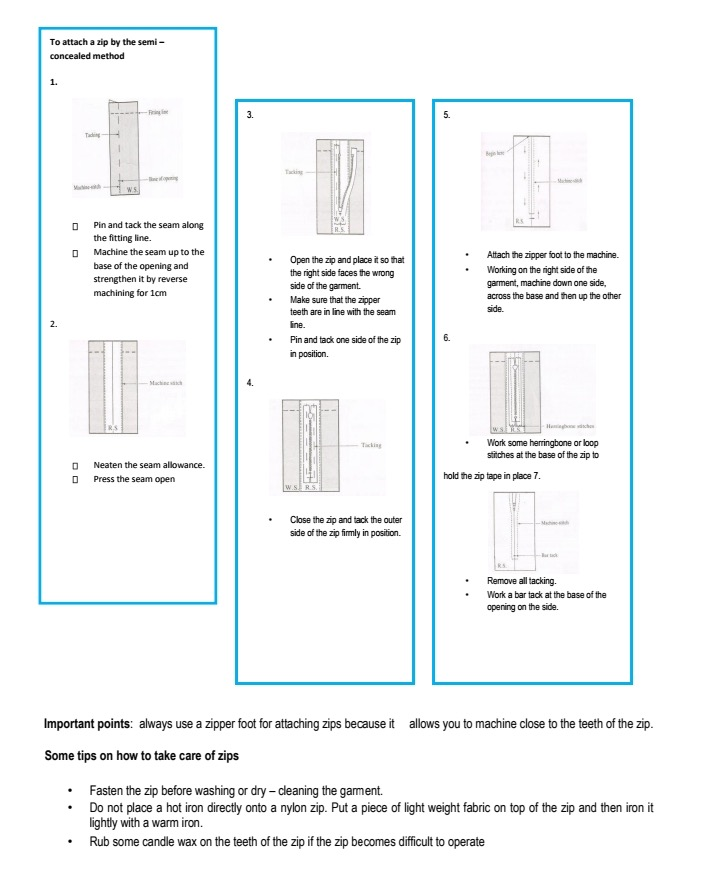 To attach a zip by the semi –
concealed method
1.
Fitting line
Tacking
Machine stitch
Base of opening
W.S.
Pin and tack the seam along
the fitting line.
Machine the seam up to the
base of the opening and
strengthen it by reverse
machining for 1cm
2.
Machine stitch
R.S
Neaten the seam allowance.
Press the seam open
3.
Tacking
W.S.
R.S.
• Open the zip and place it so that
the right side faces the wrong
side of the garment.
• Make sure that the zipper
teeth are in line with the seam
line.
• Pin and tack one side of the zip
in position.
4.
Tacking
W.S. R.S.
• Close the zip and tack the outer
side of the zip firmly in position.
5.
Begin here
Machine stitch
R.S.
• Attach the zipper foot to the machine.
• Working on the right side of the
garment, machine down one side,
across the base and then up the other
side.
6.
Herringbone stitches
W.S. R.S.
• Work some herringbone or loop
stitches at the base of the zip to
hold the zip tape in place 7.
Machine stitch
Bar tack
R.S.
• Remove all tacking.
• Work a bar tack at the base of the
opening on the side.
Important points: always use a zipper foot for attaching zips because it allows you to machine close to the teeth of the zip.
Some tips on how to take care of zips
• Fasten the zip before washing or dry – cleaning the garment.
• Do not place a hot iron directly onto a nylon zip. Put a piece of light weight fabric on top of the zip and then iron it
lightly with a warm iron.
• Rub some candle wax on the teeth of the zip if the zip becomes difficult to operate